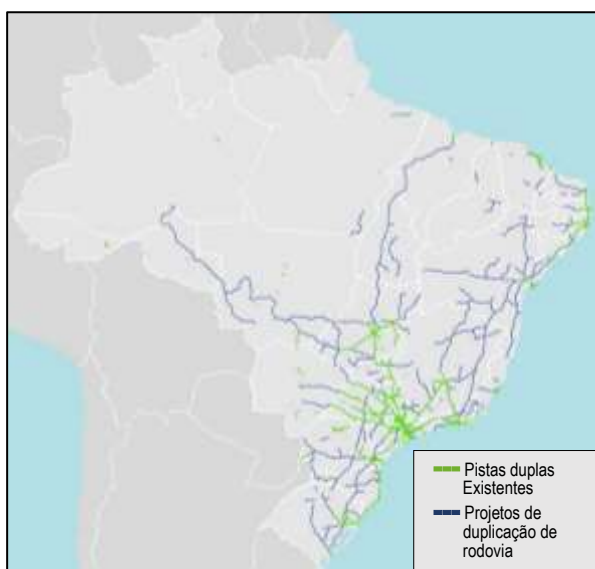 Pistas duplas
Existentes
Projetos de
duplicação de
rodovia